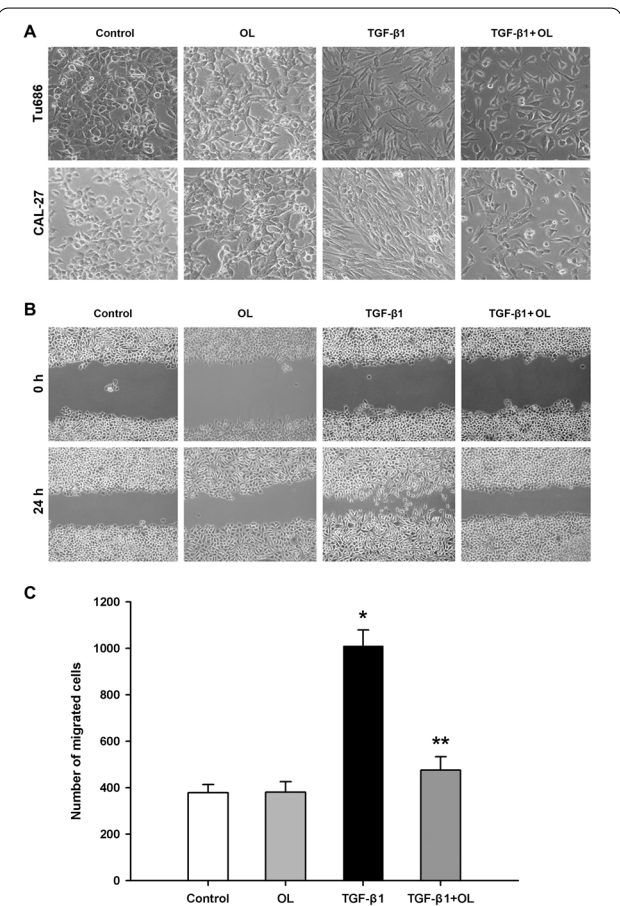 A
Control OL TGF-β1 TGF-β1+OL
Tu686
CAL-27
B
Control OL TGF-β1 TGF-β1+OL
0 h
24 h
C
1200
1000
800
600
400
200
0
Number of migrated cells
*
**
Control OL TGF-β1 TGF-β1+OL